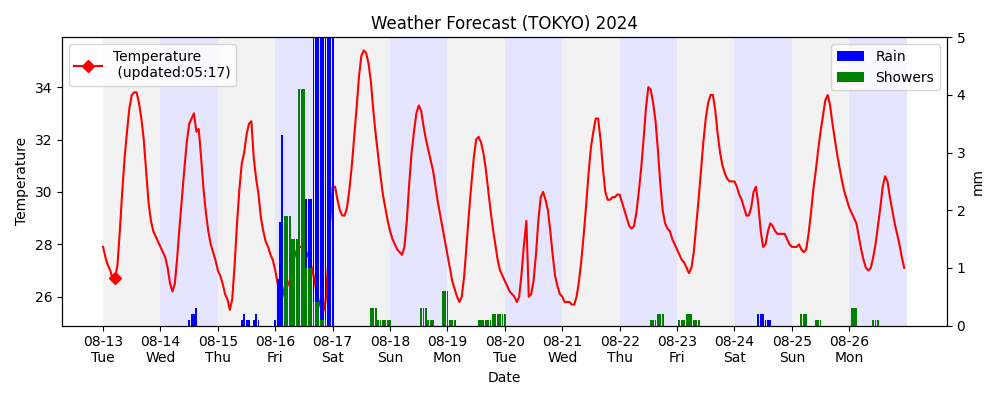 Weather Forecast (TOKYO) 2024
Temperature
(updated:05:17)
Rain
Showers
Temperature
34
32
30
28
26
5
4
3
2
1
0
mm
08-13 08-14 08-15 08-16 08-17 08-18 08-19 08-20 08-21 08-22 08-23 08-24 08-25 08-26
Tue Wed Thu Fri Sat Sun Mon Tue Wed Thu Fri Sat Sun Mon
Date